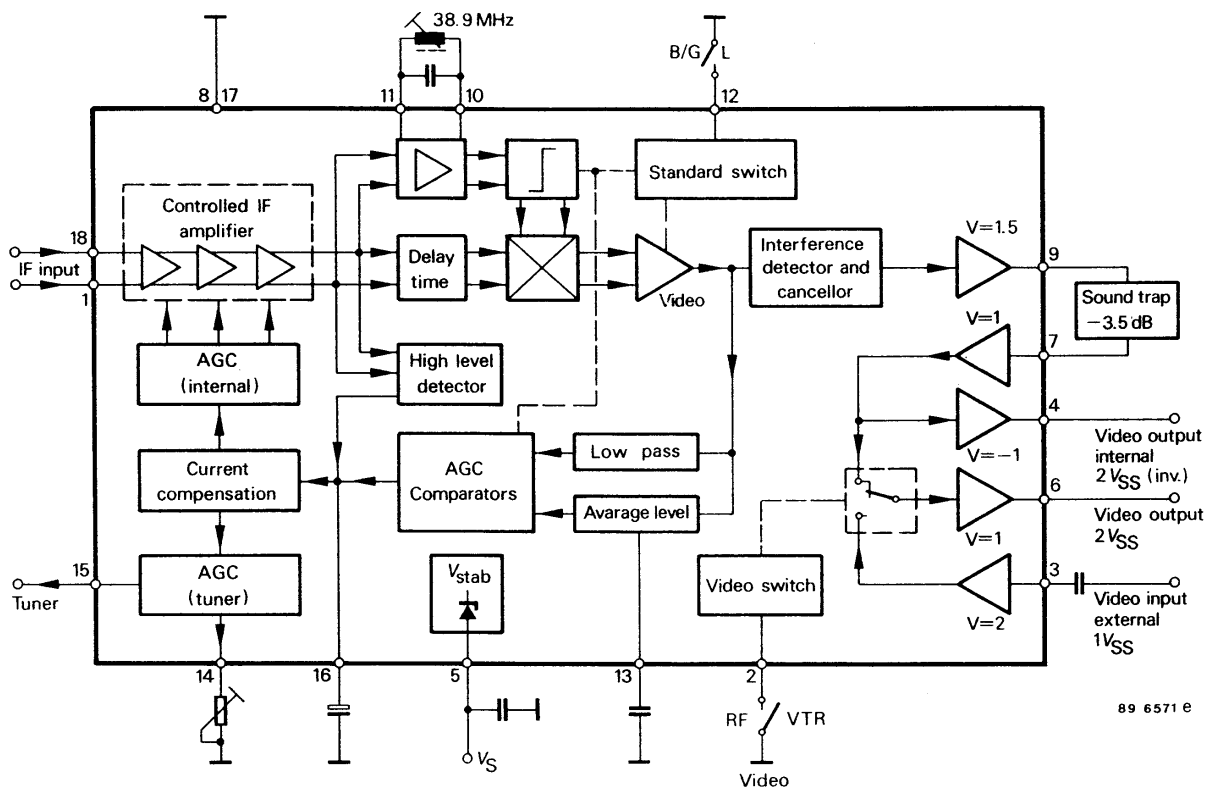 38.9 MHz
B/G L
8 17
11
10
12
Controlled IF
amplifier
Standard switch
18
IF input
1
Delay
time
Video
Interference
detector and
cancellor
V=1.5
9
Sound trap
−3.5 dB
V=1
7
AGC
(internal)
High level
detector
4
Video output
internal
2VSS (inv.)
V=−1
Current
compensation
AGC
Comparators
Low pass
Avarage level
6
Video output
2VSS
V=1
15
Tuner
AGC
(tuner)
Vstab
Video switch
3
Video input
external
1VSS
V=2
14
16
5
13
2
RF VTR
VS
Video
89 6571 e